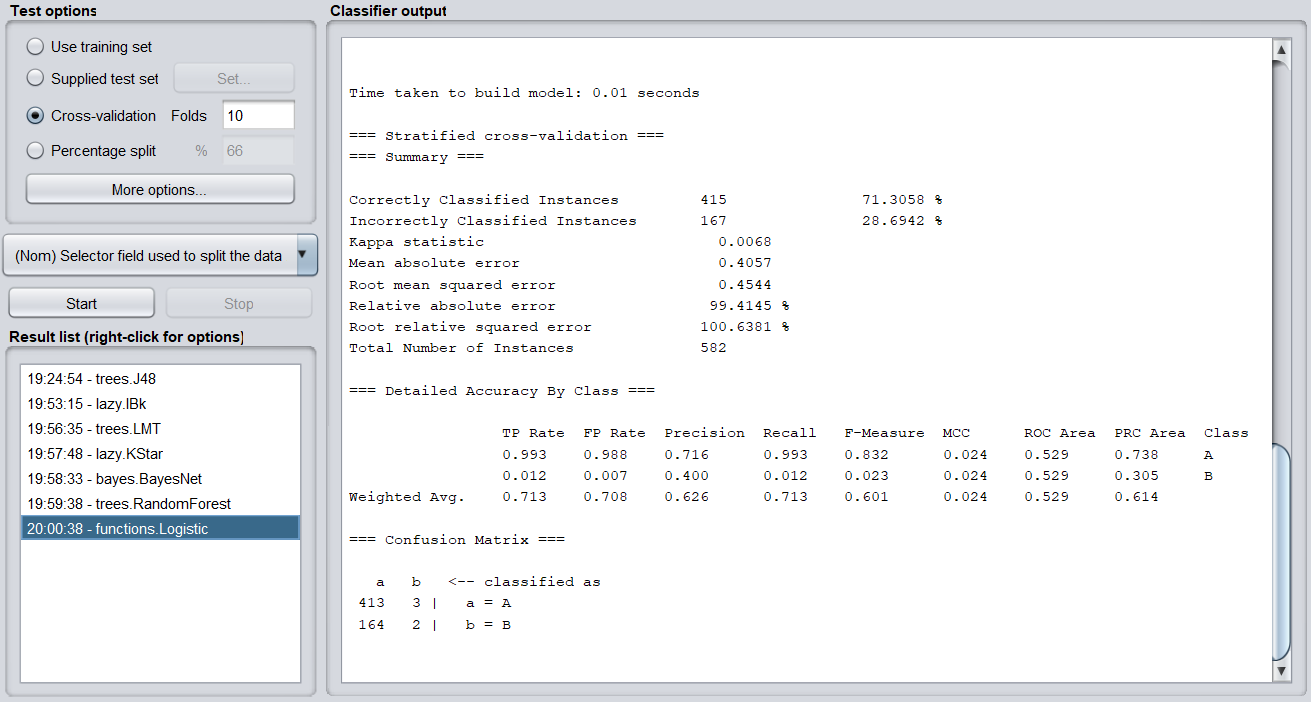 Test options
Use training set
Supplied test set Set...
Cross-validation Folds 10
Percentage split % 66
More options...
(Nom) Selector field used to split the data
Start Stop
Result list (right-click for options)
19:24:54 - trees.J48
19:53:15 - lazy.IBk
19:56:35 - trees.LMT
19:57:48 - lazy.KStar
19:58:33 - bayes.BayesNet
19:59:38 - trees.RandomForest
20:00:38 - functions.Logistic
Classifier output
Time taken to build model: 0.01 seconds
=== Stratified cross-validation ===
=== Summary ===
Correctly Classified Instances 415 71.3058 %
Incorrectly Classified Instances 167 28.6942 %
Kappa statistic 0.0068
Mean absolute error 0.4057
Root mean squared error 0.4544
Relative absolute error 99.4145 %
Root relative squared error 100.6381 %
Total Number of Instances 582
=== Detailed Accuracy By Class ===
TP Rate FP Rate Precision Recall F-Measure MCC ROC Area PRC Area Class
0.993 0.988 0.716 0.993 0.832 0.024 0.529 0.738 A
0.012 0.007 0.400 0.012 0.023 0.024 0.529 0.305 B
Weighted Avg. 0.713 0.708 0.626 0.713 0.601 0.024 0.529 0.614
=== Confusion Matrix ===
a b <-- classified as
413 3 | a = A
164 2 | b = B